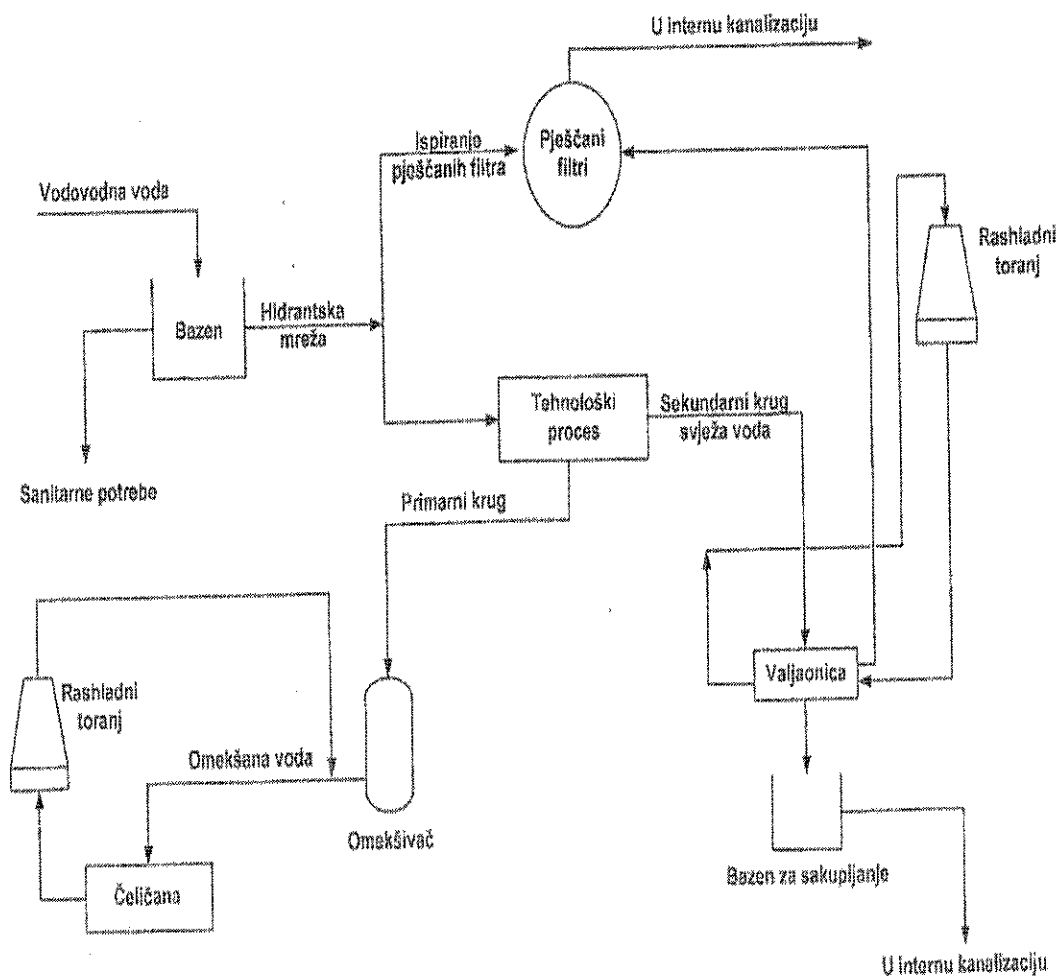 U internu kanalizaciju
Ispiranje
pješčanih filtra
Pješčani
filtri
Vodovodna voda
Rashladni
toranj
Bazen
Hidrantska
mreža
Tehnološki
proces
Sekundarni krug
svježa voda
Sanitarne potrebe
Primarni krug
Valjaonica
Rashladni
toranj
Omekšana voda
Omekšivač
Bazen za sakupljanje
Čeličana
U internu kanalizaciju